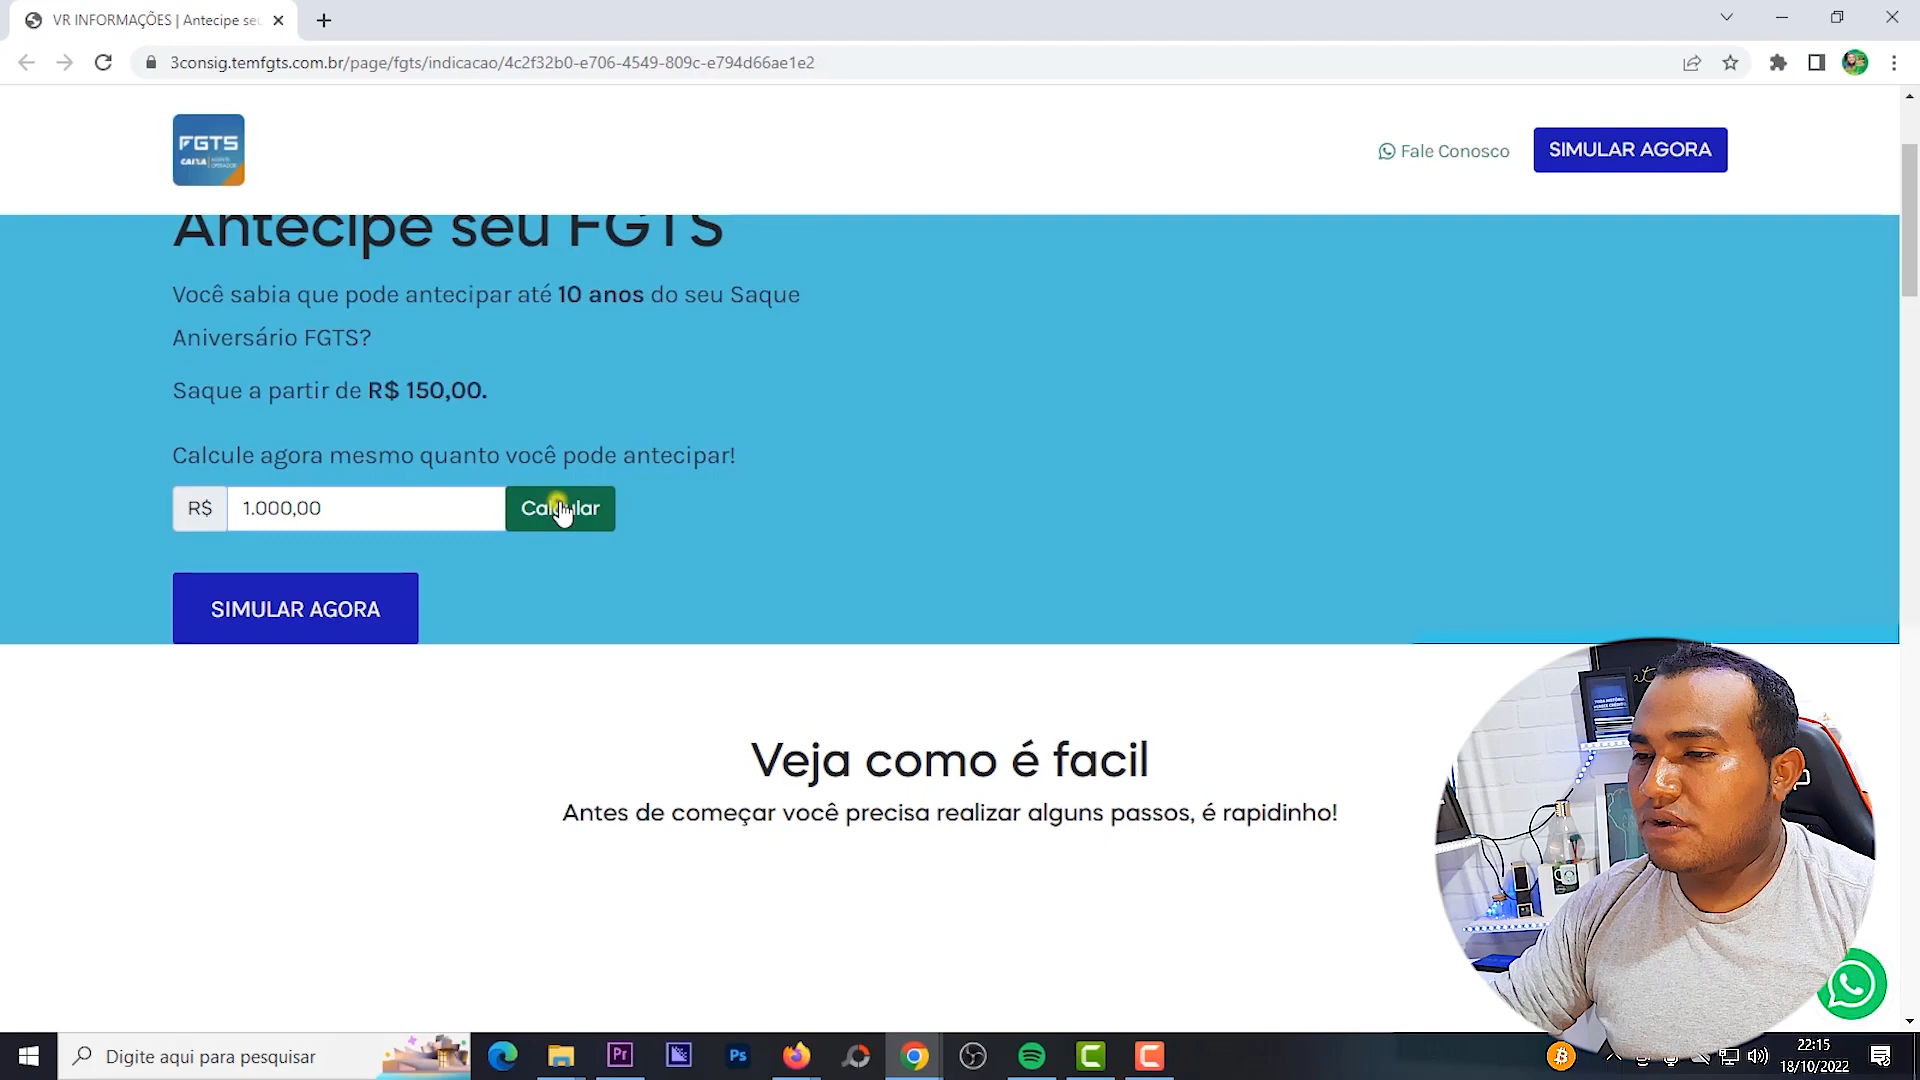 VR INFORMAÇÕES | Antecipe se
3consig.temfgts.com.br/page/fgts/indicacao/4c2f32b0-e706-4549-809c-e794d66ae1e2
FGTS
CAIXA
Fale Conosco
SIMULAR AGORA
Antecipe seu FGTS
Você sabia que pode antecipar até 10 anos do seu Saque
Aniversário FGTS?
Saque a partir de R$ 150,00.
Calcule agora mesmo quanto você pode antecipar!
R$ 1.000,00 Calcular
SIMULAR AGORA
Veja como é facil
Antes de começar você precisa realizar alguns passos, é rapidinho!
Digite aqui para pesquisar
Pr
Ps
22:15
18/10/2022